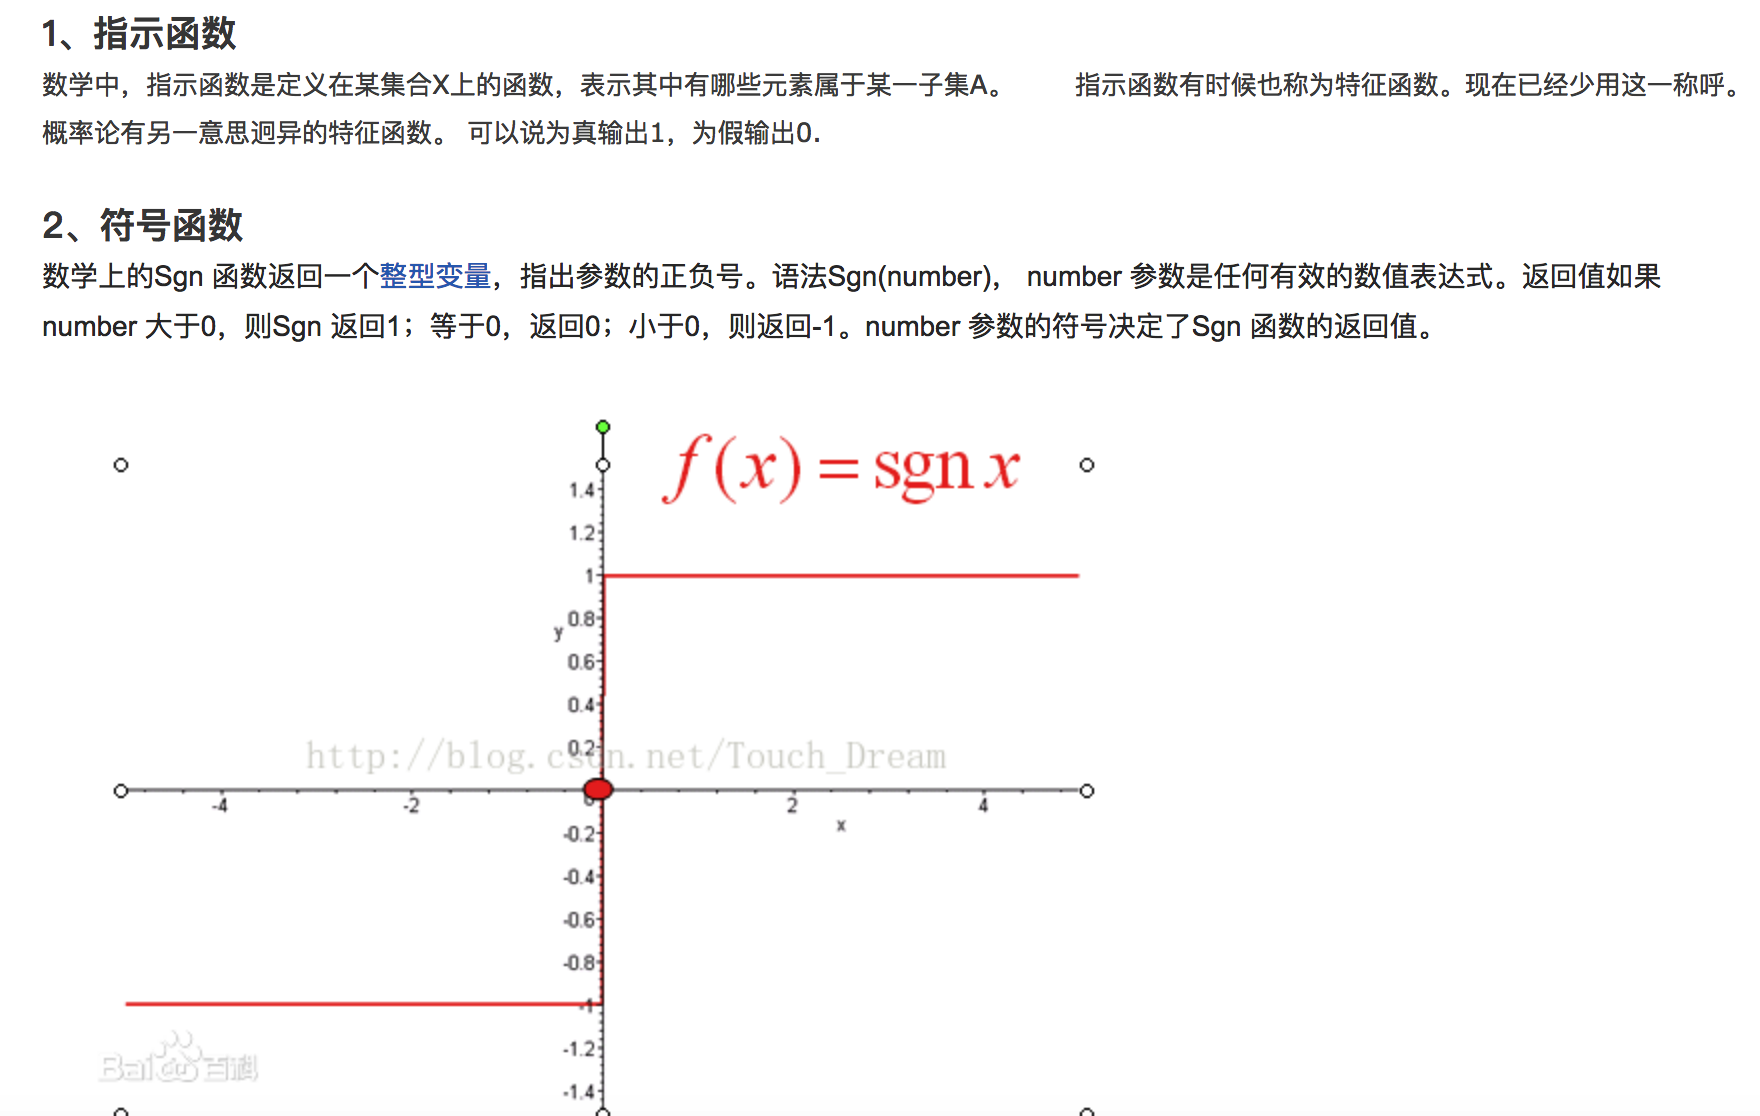 1、指示函数
数学中，指示函数是定义在某集合X上的函数，表示其中有哪些元素属于某一子集A。 指示函数有时候也称为特征函数。现在已经少用这一称呼。
概率论有另一意思迥异的特征函数。 可以说为真输出1，为假输出0.
2、符号函数
数学上的Sgn 函数返回一个整型变量，指出参数的正负号。语法Sgn(number)， number 参数是任何有效的数值表达式。返回值如果
number 大于0，则Sgn 返回1；等于0，返回0；小于0，则返回-1。number 参数的符号决定了Sgn 函数的返回值。
f(x)=sgn x
1.4
1.2
1
0.8
y
0.6
0.4
0.2
http://blog.csdn.net/Touch_Dream
-4 -2 0 2 4
x
-0.2
-0.4
-0.6
-0.8
-1
-1.2
Bai百科
-1.4